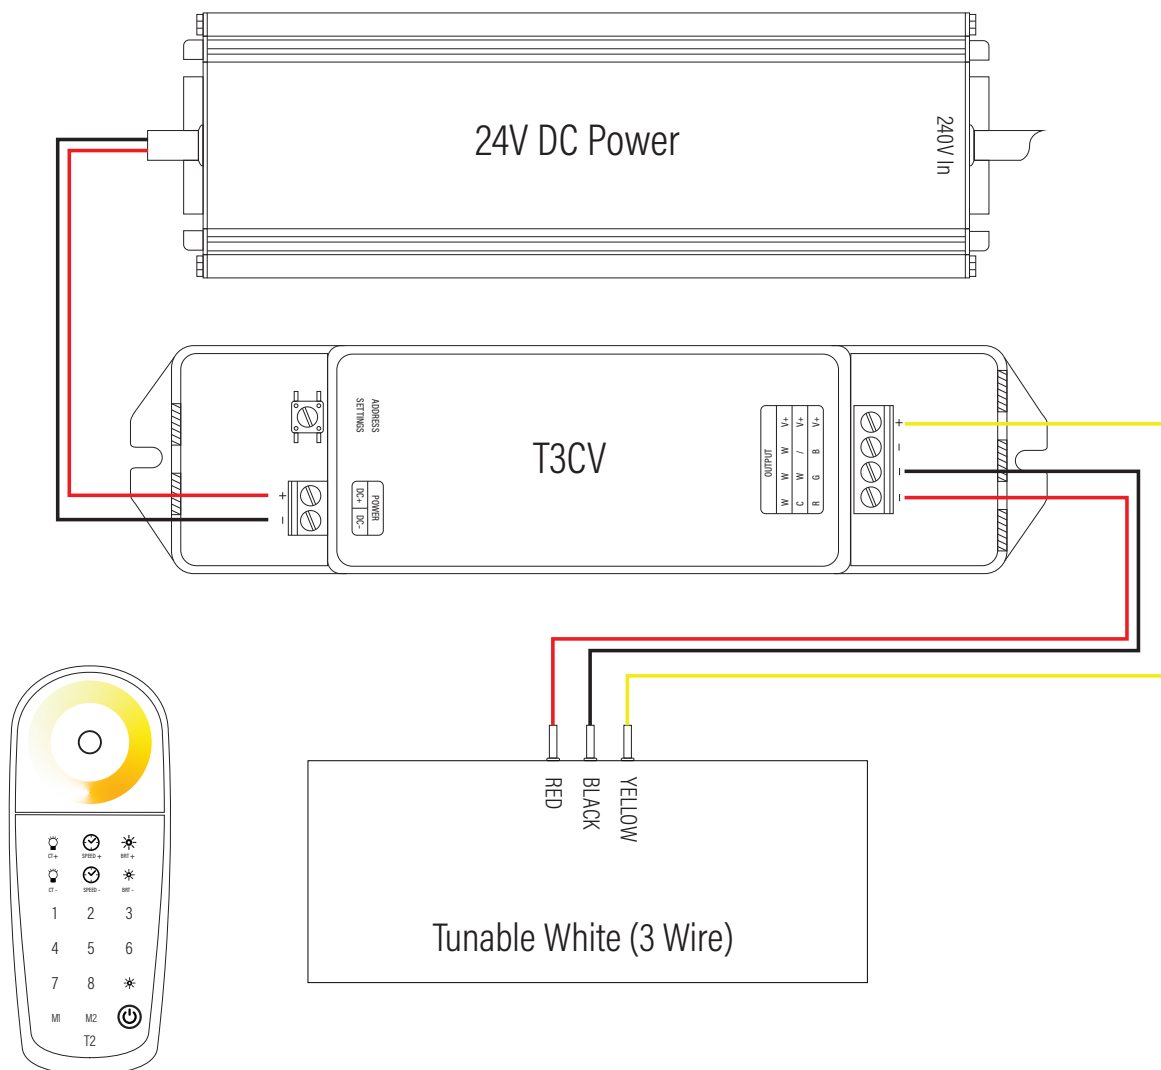 24V DC Power
240V In
ADDRESS
SETTINGS
T3CV
V+ B G R
V+ / W C
V+ W W W
OUTPUT
+
-
-
-
POWER
DC+ DC-
+
-
RED
BLACK
YELLOW
Tunable White (3 Wire)
CT+ SPEED + BRT+
CT- SPEED - BRT-
1 2 3
4 5 6
7 8
M1 M2
T2